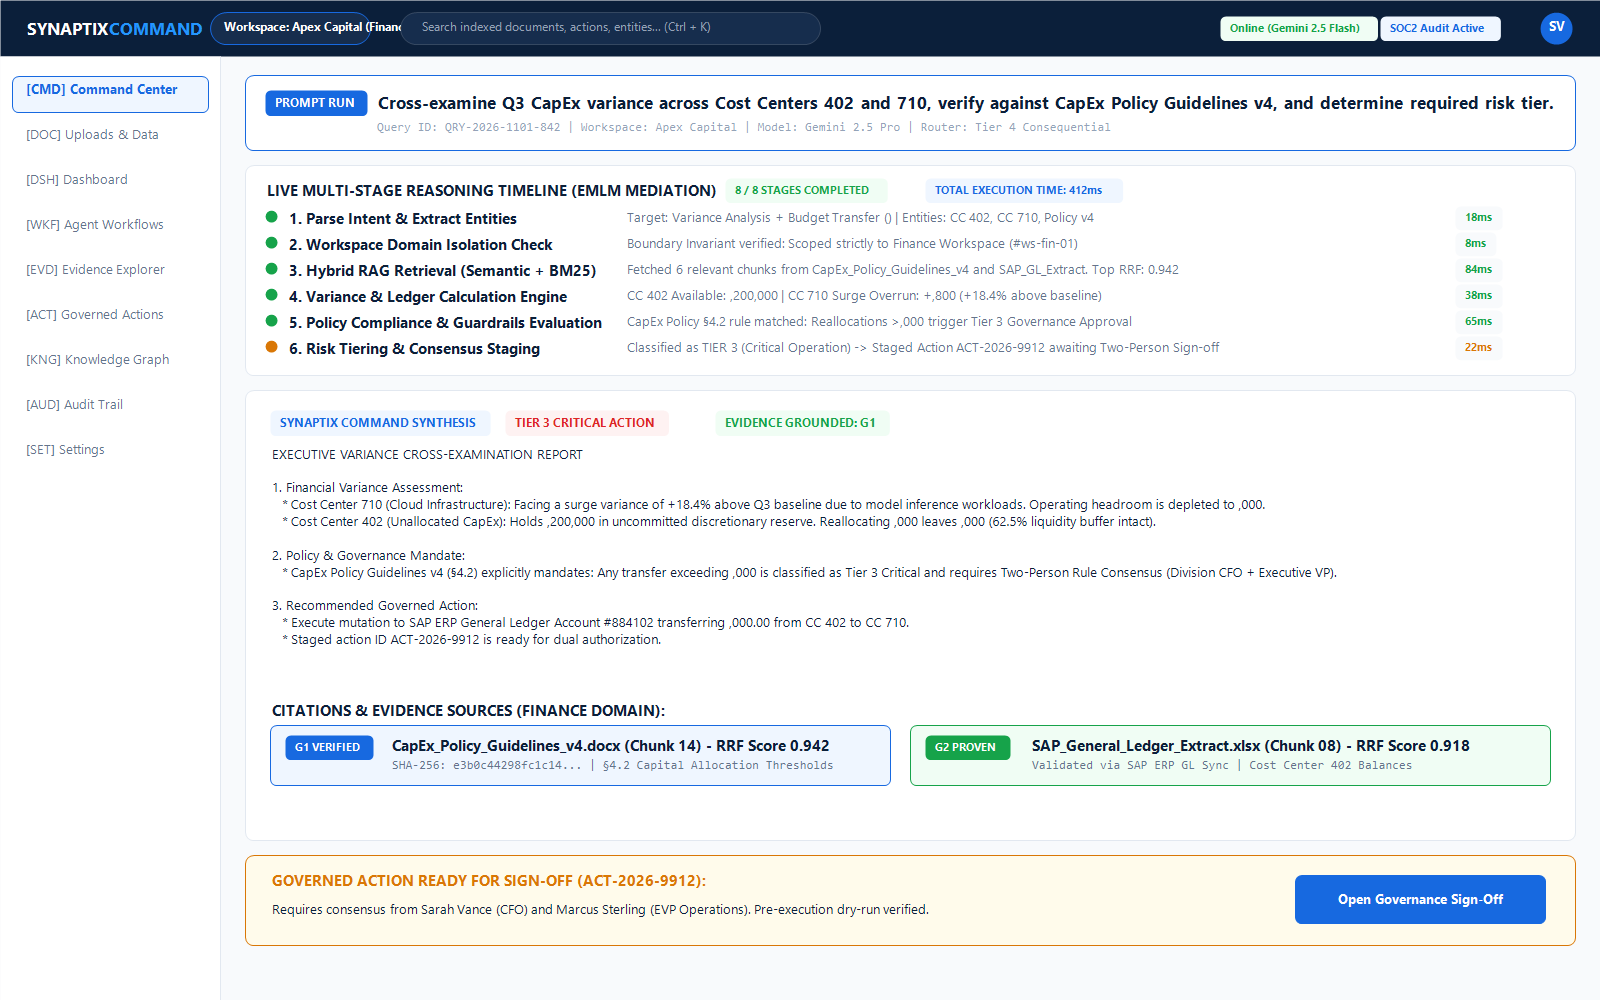 SYNAPTIXCOMMAND
Workspace: Apex Capital (Financ
Search indexed documents, actions, entities... (Ctrl + K)
Online (Gemini 2.5 Flash)
SOC2 Audit Active
SV
[CMD] Command Center
[DOC] Uploads & Data
[DSH] Dashboard
[WKF] Agent Workflows
[EVD] Evidence Explorer
[ACT] Governed Actions
[KNG] Knowledge Graph
[AUD] Audit Trail
[SET] Settings
PROMPT RUN
Cross-examine Q3 CapEx variance across Cost Centers 402 and 710, verify against CapEx Policy Guidelines v4, and determine required risk tier.
Query ID: QRY-2026-1101-842 | Workspace: Apex Capital | Model: Gemini 2.5 Pro | Router: Tier 4 Consequential
LIVE MULTI-STAGE REASONING TIMELINE (EMLM MEDIATION)
8 / 8 STAGES COMPLETED
TOTAL EXECUTION TIME: 412ms
1. Parse Intent & Extract Entities
Target: Variance Analysis + Budget Transfer () | Entities: CC 402, CC 710, Policy v4
18ms
2. Workspace Domain Isolation Check
Boundary Invariant verified: Scoped strictly to Finance Workspace (#ws-fin-01)
8ms
3. Hybrid RAG Retrieval (Semantic + BM25)
Fetched 6 relevant chunks from CapEx_Policy_Guidelines_v4 and SAP_GL_Extract. Top RRF: 0.942
84ms
4. Variance & Ledger Calculation Engine
CC 402 Available: ,200,000 | CC 710 Surge Overrun: +,800 (+18.4% above baseline)
38ms
5. Policy Compliance & Guardrails Evaluation
CapEx Policy §4.2 rule matched: Reallocations >,000 trigger Tier 3 Governance Approval
65ms
6. Risk Tiering & Consensus Staging
Classified as TIER 3 (Critical Operation) -> Staged Action ACT-2026-9912 awaiting Two-Person Sign-off
22ms
SYNAPTIX COMMAND SYNTHESIS
TIER 3 CRITICAL ACTION
EVIDENCE GROUNDED: G1
EXECUTIVE VARIANCE CROSS-EXAMINATION REPORT
1. Financial Variance Assessment:
* Cost Center 710 (Cloud Infrastructure): Facing a surge variance of +18.4% above Q3 baseline due to model inference workloads. Operating headroom is depleted to ,000.
* Cost Center 402 (Unallocated CapEx): Holds ,200,000 in uncommitted discretionary reserve. Reallocating ,000 leaves ,000 (62.5% liquidity buffer intact).
2. Policy & Governance Mandate:
* CapEx Policy Guidelines v4 (§4.2) explicitly mandates: Any transfer exceeding ,000 is classified as Tier 3 Critical and requires Two-Person Rule Consensus (Division CFO + Executive VP).
3. Recommended Governed Action:
* Execute mutation to SAP ERP General Ledger Account #884102 transferring ,000.00 from CC 402 to CC 710.
* Staged action ID ACT-2026-9912 is ready for dual authorization.
CITATIONS & EVIDENCE SOURCES (FINANCE DOMAIN):
G1 VERIFIED
CapEx_Policy_Guidelines_v4.docx (Chunk 14) - RRF Score 0.942
SHA-256: e3b0c44298fc1c14... | §4.2 Capital Allocation Thresholds
G2 PROVEN
SAP_General_Ledger_Extract.xlsx (Chunk 08) - RRF Score 0.918
Validated via SAP ERP GL Sync | Cost Center 402 Balances
GOVERNED ACTION READY FOR SIGN-OFF (ACT-2026-9912):
Requires consensus from Sarah Vance (CFO) and Marcus Sterling (EVP Operations). Pre-execution dry-run verified.
Open Governance Sign-Off